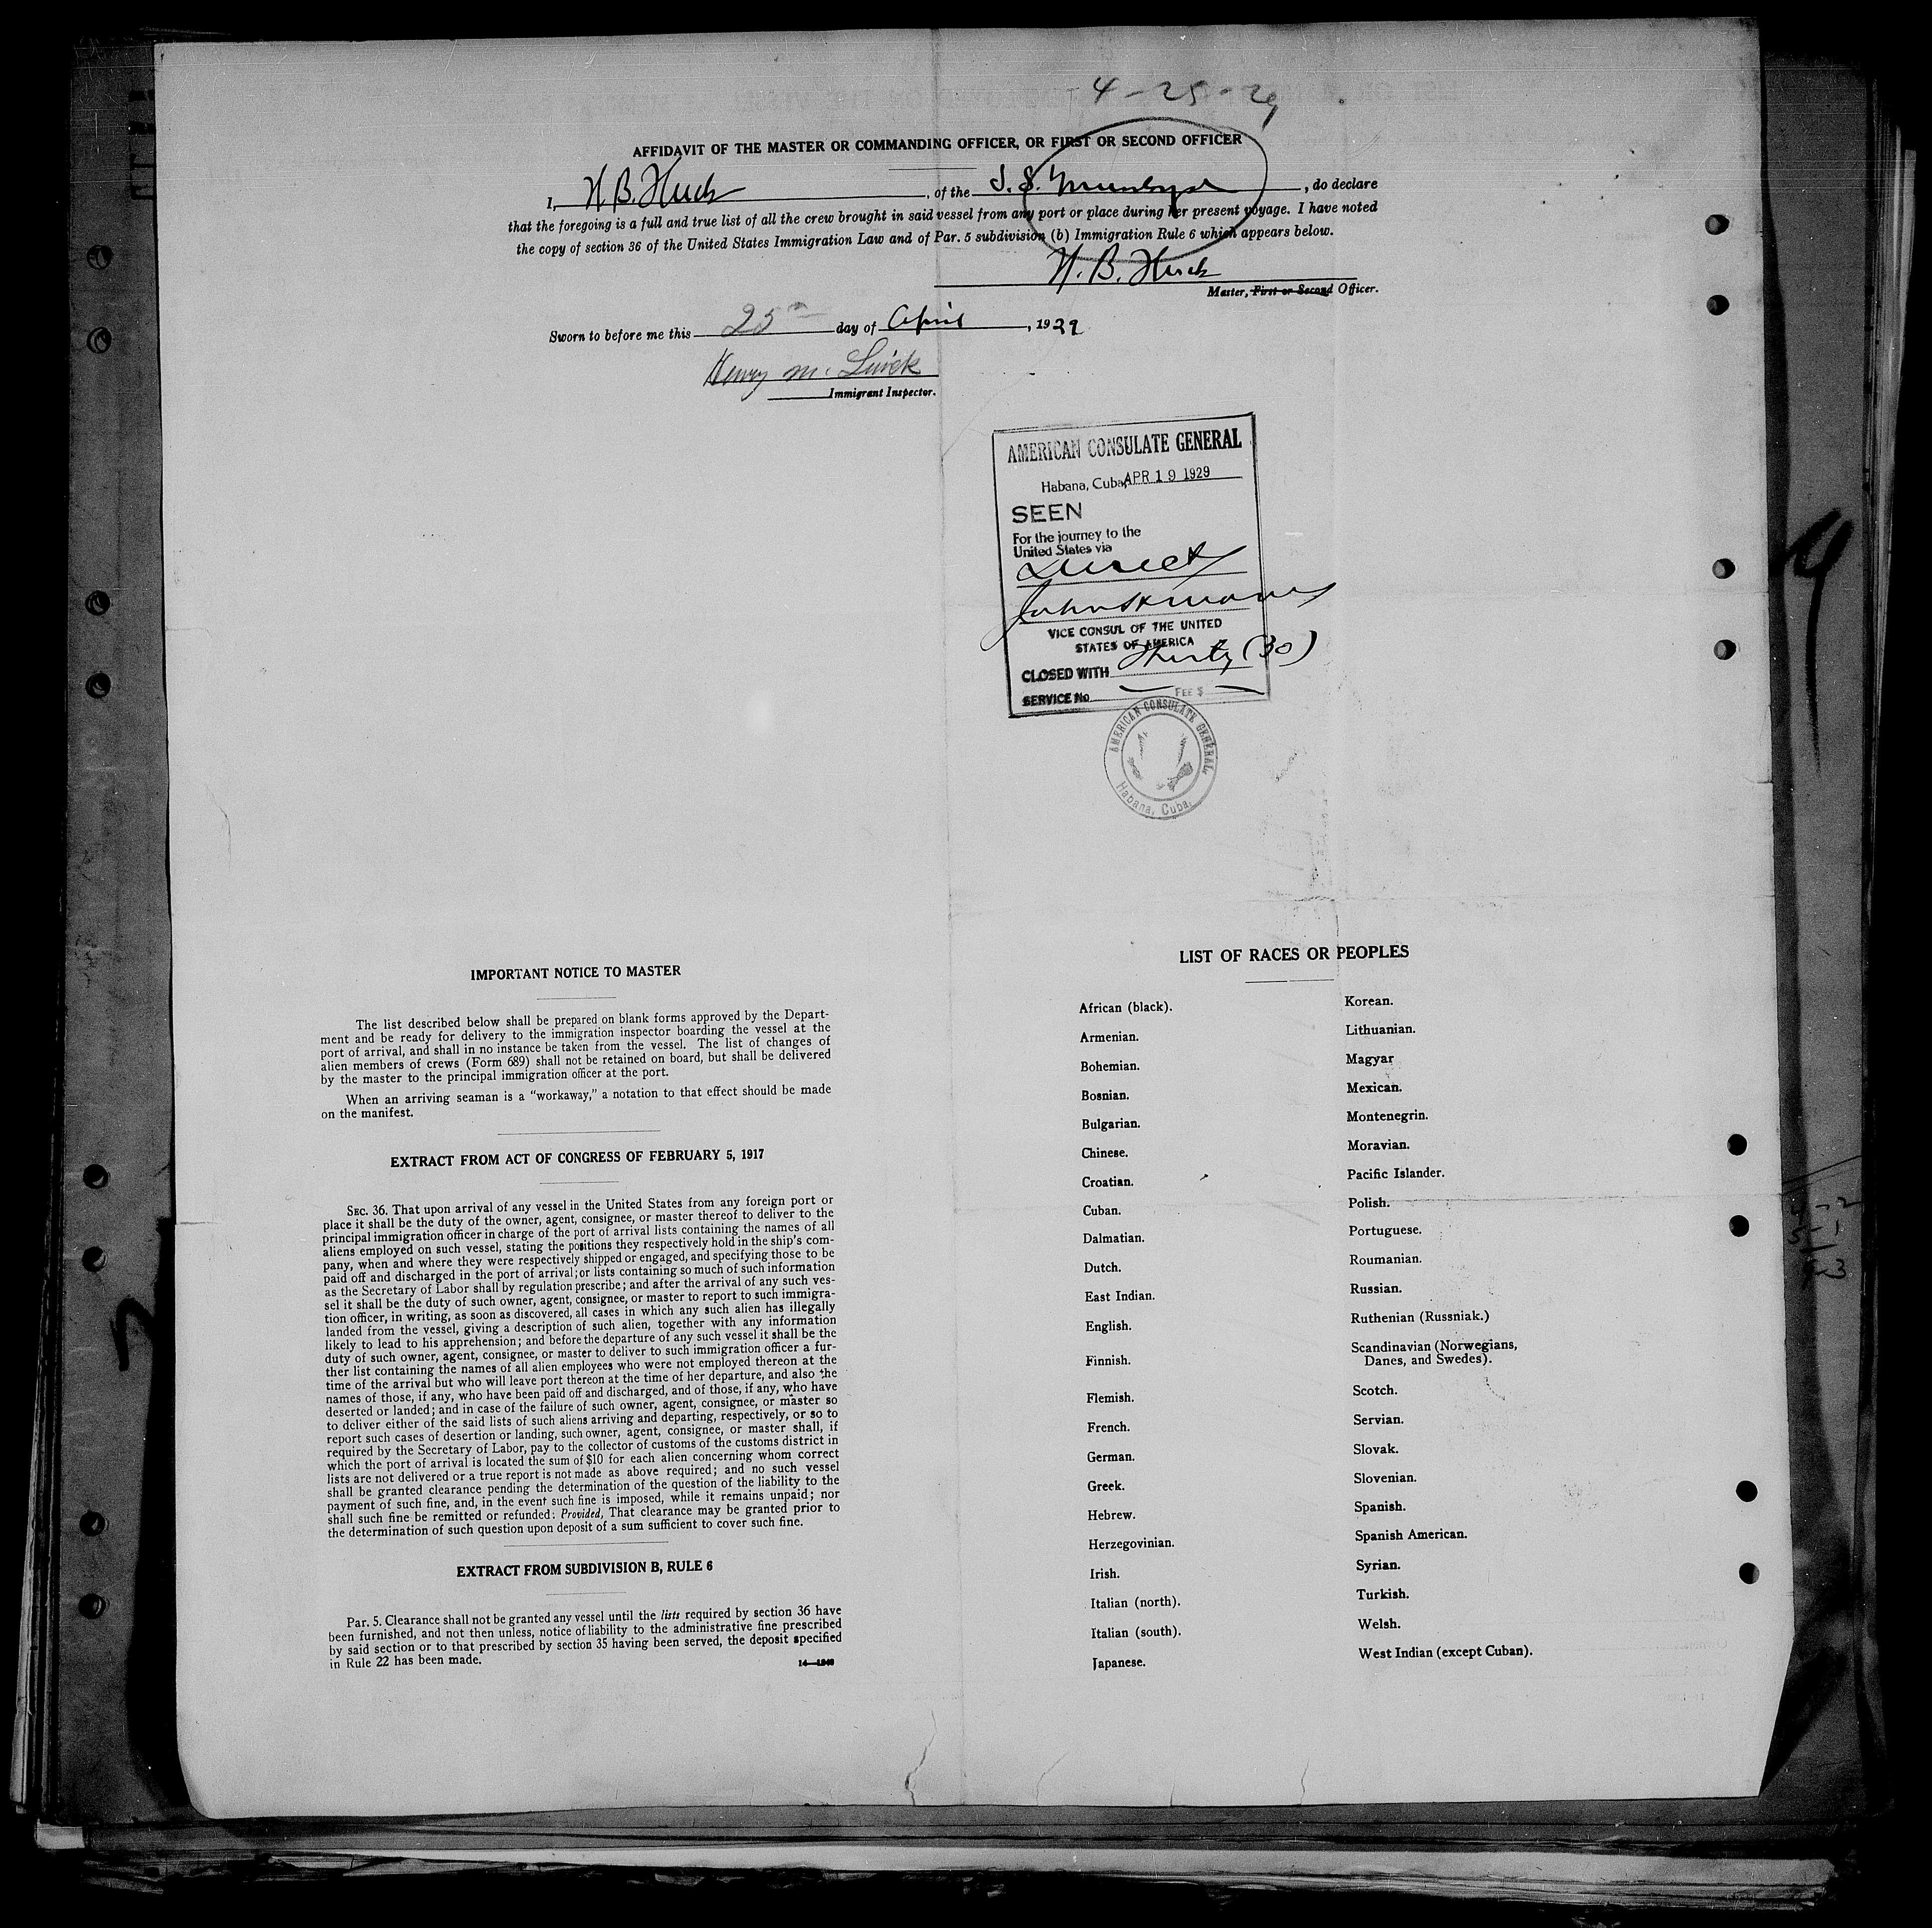 4-25-29
AFFIDAVIT OF THE MASTER OR COMMANDING OFFICER, OR FIRST OR SECOND OFFICER
I, H. B. , of the S. S. , do declare
that the foregoing is a full and true list of all the crew brought in said vessel from any port or place during her present voyage. I have noted
the copy of section 36 of the United States Immigration Law and of Par. 5 subdivision (b) Immigration Rule 6 which appears below.
H. B.
Master, First or Second Officer.
Sworn to before me this 25th day of April, 1929
Henry M.
Immigrant Inspector.
AMERICAN CONSULATE GENERAL
Habana, Cuba, APR 19 1929
SEEN
For the journey to the
United States via
Direct
John
VICE CONSUL OF THE UNITED
STATES OF AMERICA
CLOSED WITH Thirty (30)
SERVICE No. — FEE $ —
AMERICAN CONSULATE GENERAL,
Habana, Cuba.
IMPORTANT NOTICE TO MASTER
The list described below shall be prepared on blank forms approved by the Depart-
ment and be ready for delivery to the immigration inspector boarding the vessel at the
port of arrival, and shall in no instance be taken from the vessel. The list of changes of
alien members of crews (Form 689) shall not be retained on board, but shall be delivered
by the master to the principal immigration officer at the port.
When an arriving seaman is a "workaway," a notation to that effect should be made
on the manifest.
EXTRACT FROM ACT OF CONGRESS OF FEBRUARY 5, 1917
SEC. 36. That upon arrival of any vessel in the United States from any foreign port or
place it shall be the duty of the owner, agent, consignee, or master thereof to deliver to the
principal immigration officer in charge of the port of arrival lists containing the names of all
aliens employed on such vessel, stating the positions they respectively hold in the ship's com-
pany, when and where they were respectively shipped or engaged, and specifying those to be
paid off and discharged in the port of arrival; or lists containing so much of such information
as the Secretary of Labor shall by regulation prescribe; and after the arrival of any such ves-
sel it shall be the duty of such owner, agent, consignee, or master to report to such immigra-
tion officer, in writing, as soon as discovered, all cases in which any such alien has illegally
landed from the vessel, giving a description of such alien, together with any information
likely to lead to his apprehension; and before the departure of any such vessel it shall be the
duty of such owner, agent, consignee, or master to deliver to such immigration officer a fur-
ther list containing the names of all alien employees who were not employed thereon at the
time of the arrival but who will leave port thereon at the time of her departure, and also the
names of those, if any, who have been paid off and discharged, and of those, if any, who have
deserted or landed; and in case of the failure of such owner, agent, consignee, or master so
to deliver either of the said lists of such aliens arriving and departing, respectively, or so to
report such cases of desertion or landing, such owner, agent, consignee, or master shall, if
required by the Secretary of Labor, pay to the collector of customs of the customs district in
which the port of arrival is located the sum of $10 for each alien concerning whom correct
lists are not delivered or a true report is not made as above required; and no such vessel
shall be granted clearance pending the determination of the question of the liability to the
payment of such fine, and, in the event such fine is imposed, while it remains unpaid; nor
shall such fine be remitted or refunded: Provided, That clearance may be granted prior to
the determination of such question upon deposit of a sum sufficient to cover such fine.
EXTRACT FROM SUBDIVISION B, RULE 6
Par. 5. Clearance shall not be granted any vessel until the lists required by section 36 have
been furnished, and not then unless, notice of liability to the administrative fine prescribed
by said section or to that prescribed by section 35 having been served, the deposit specified
in Rule 22 has been made.
LIST OF RACES OR PEOPLES
African (black).
Armenian.
Bohemian.
Bosnian.
Bulgarian.
Chinese.
Croatian.
Cuban.
Dalmatian.
Dutch.
East Indian.
English.
Finnish.
Flemish.
French.
German.
Greek.
Hebrew.
Herzegovinian.
Irish.
Italian (north).
Italian (south).
Japanese.
Korean.
Lithuanian.
Magyar
Mexican.
Montenegrin.
Moravian.
Pacific Islander.
Polish.
Portuguese.
Roumanian.
Russian.
Ruthenian (Russniak.)
Scandinavian (Norwegians,
Danes, and Swedes).
Scotch.
Servian.
Slovak.
Slovenian.
Spanish.
Spanish American.
Syrian.
Turkish.
Welsh.
West Indian (except Cuban).